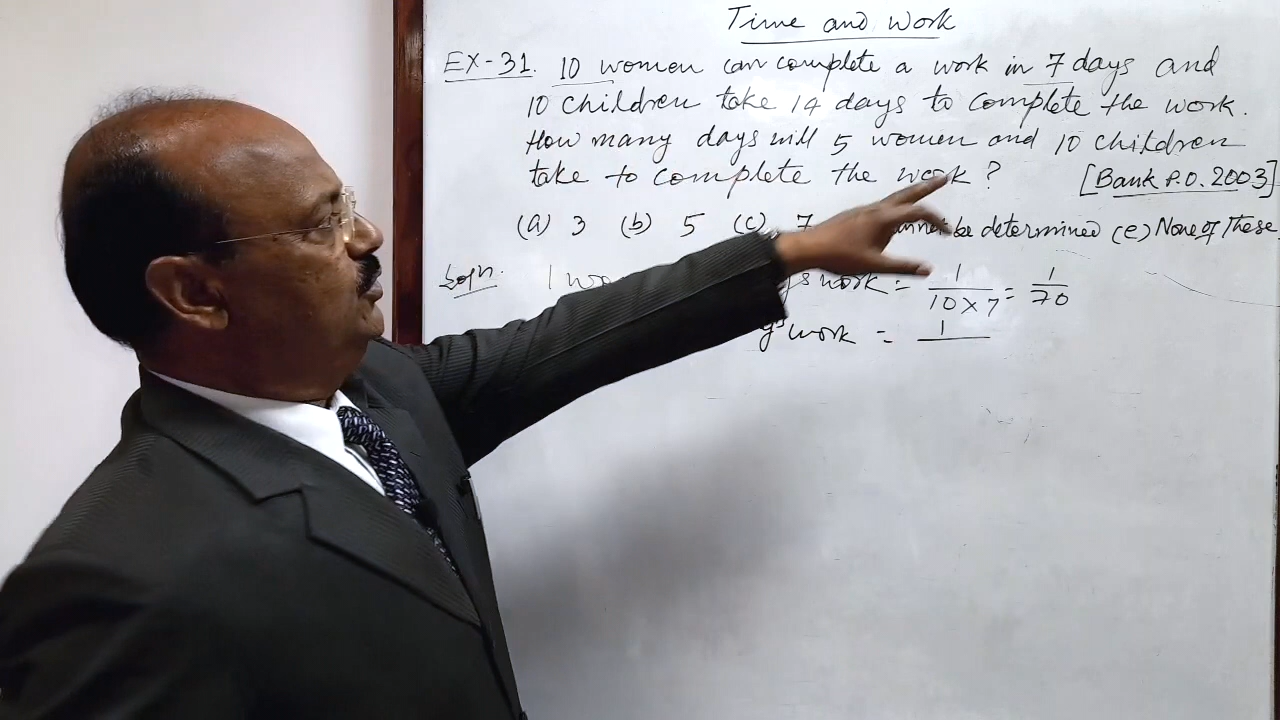 Time and Work
EX-31. 10 women can complete a work in 7 days and
10 children take 14 days to complete the work.
How many days will 5 women and 10 children
take to complete the work?
[Bank P.O. 2003]
(a) 3 (b) 5 (c) 7 be determined (e) None of These
Soln. 1 work = 1/10×7 = 1/70
work = 1/